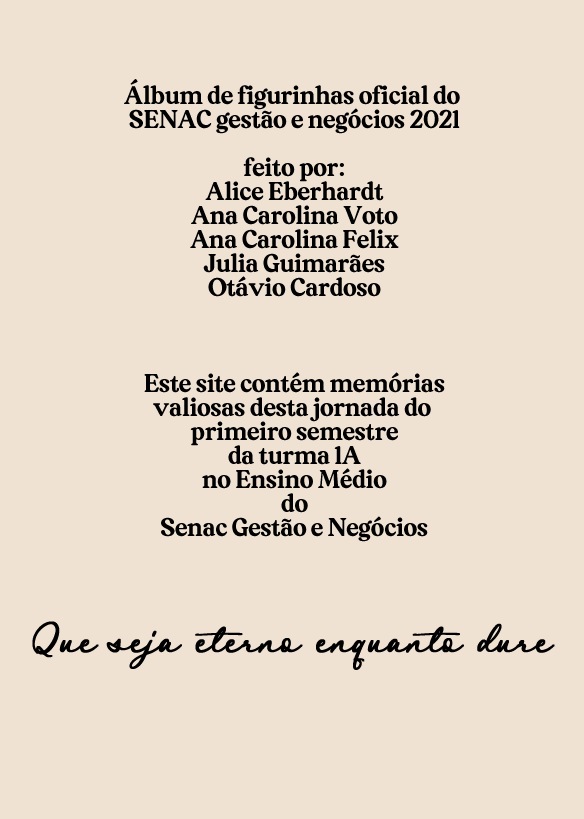 Álbum de figurinhas oficial do
SENAC gestão e negócios 2021
feito por:
Alice Eberhardt
Ana Carolina Voto
Ana Carolina Felix
Julia Guimarães
Otávio Cardoso
Este site contém memórias
valiosas desta jornada do
primeiro semestre
da turma 1A
no Ensino Médio
do
Senac Gestão e Negócios
Que seja eterno enquanto dure